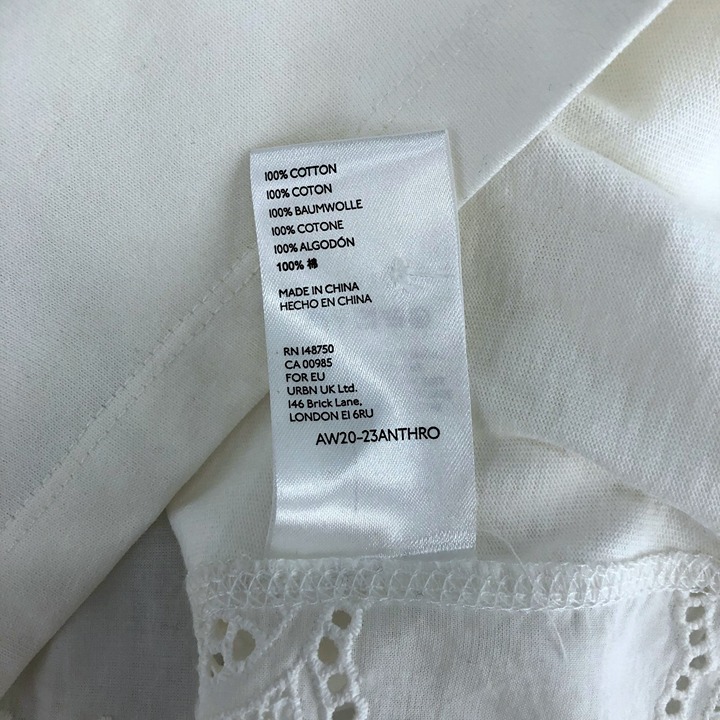 100% COTTON
100% COTON
100% BAUMWOLLE
100% COTONE
100% ALGODÓN
100% 棉
MADE IN CHINA
HECHO EN CHINA
RN 148750
CA 00985
FOR EU
URBN UK Ltd.
146 Brick Lane,
LONDON E1 6RU
AW20-23ANTHRO